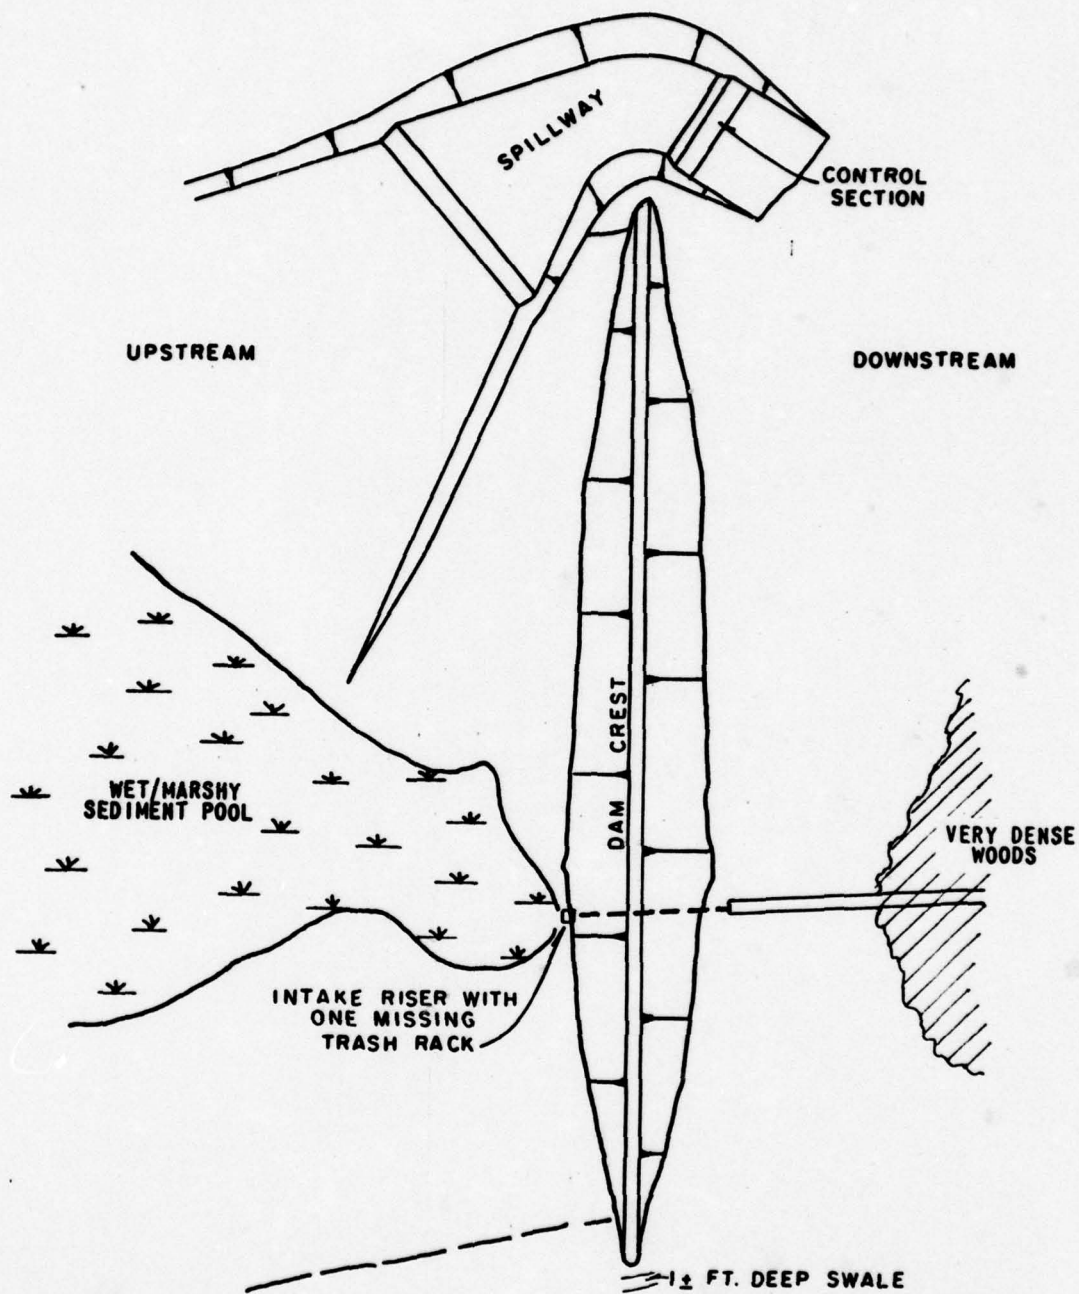 SPILLWAY
CONTROL
SECTION
UPSTREAM
DOWNSTREAM
DAM CREST
WET/MARSHY
SEDIMENT POOL
VERY DENSE
WOODS
INTAKE RISER WITH
ONE MISSING
TRASH RACK
1± FT. DEEP SWALE